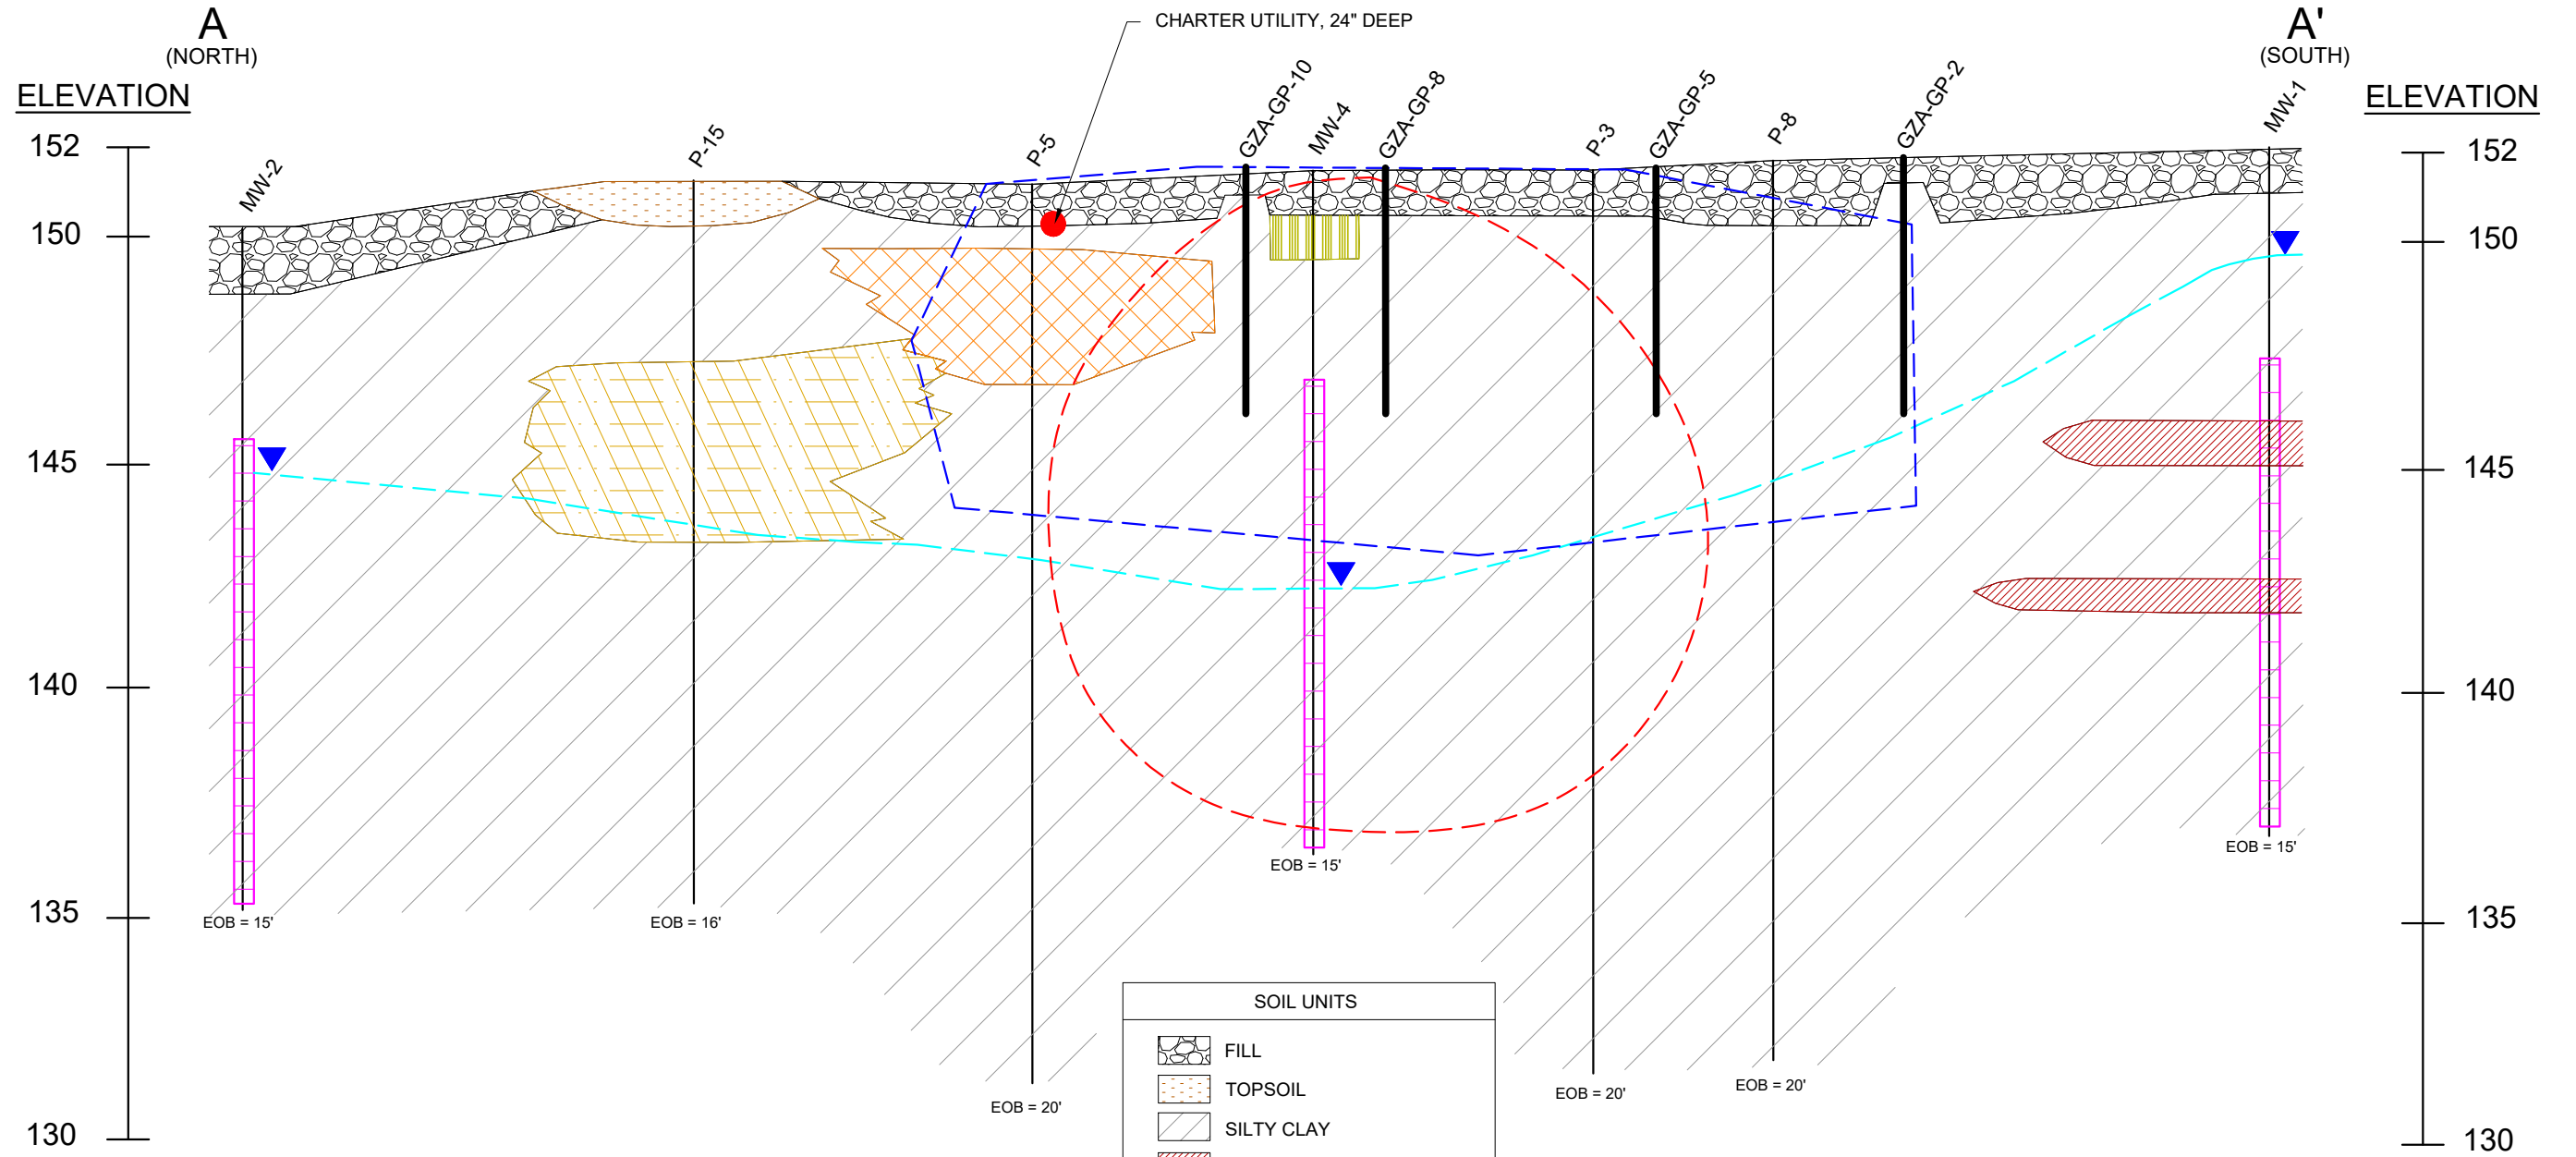 A
(NORTH)
ELEVATION
CHARTER UTILITY, 24" DEEP
A'
(SOUTH)
ELEVATION
MW-2
P-15
P-5
GZA-GP-10
MW-4
GZA-GP-8
P-3
GZA-GP-5
P-8
GZA-GP-2
MW-1
152
150
145
140
135
130
152
150
145
140
135
130
EOB = 15'
EOB = 16'
EOB = 20'
EOB = 15'
EOB = 20'
EOB = 20'
EOB = 15'
SOIL UNITS
FILL
TOPSOIL
SILTY CLAY